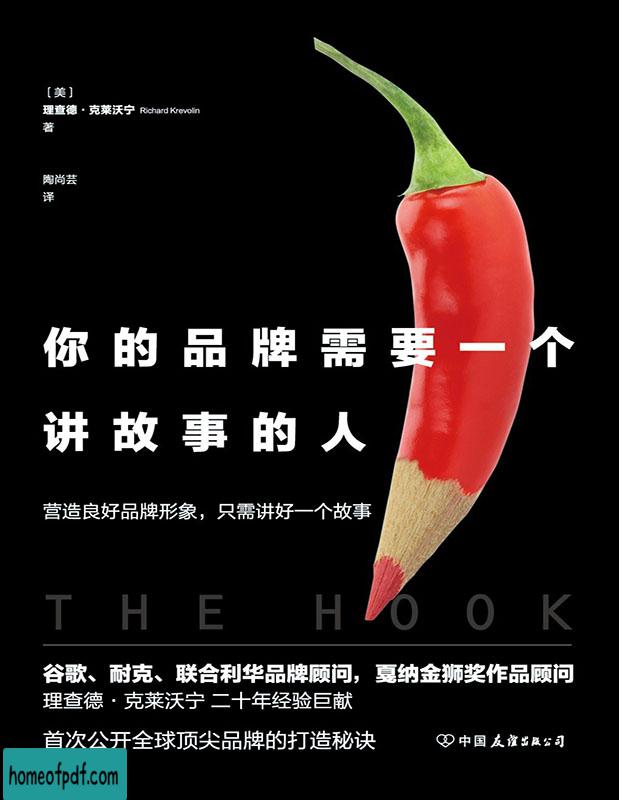 ［美］
理查德·克莱沃宁 Richard Krevolin
著
陶尚芸
译
你的品牌需要一个
讲故事的人
营造良好品牌形象，只需讲好一个故事
THE HOOK
谷歌、耐克、联合利华品牌顾问，戛纳金狮奖作品顾问
理查德·克莱沃宁 二十年经验巨献
首次公开全球顶尖品牌的打造秘诀
中国友谊出版公司
homeofpdf.com